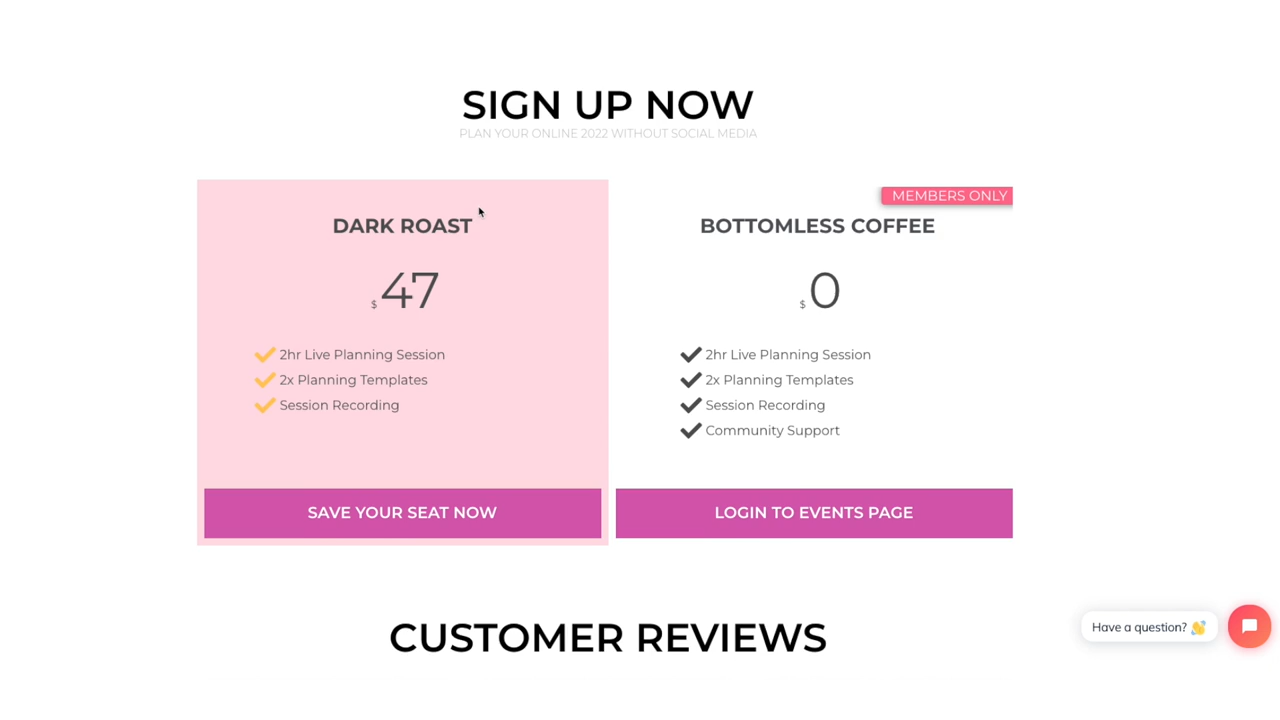 SIGN UP NOW
PLAN YOUR ONLINE 2022 WITHOUT SOCIAL MEDIA
DARK ROAST
$47
2hr Live Planning Session
2x Planning Templates
Session Recording
SAVE YOUR SEAT NOW
MEMBERS ONLY
BOTTOMLESS COFFEE
$0
2hr Live Planning Session
2x Planning Templates
Session Recording
Community Support
LOGIN TO EVENTS PAGE
CUSTOMER REVIEWS
Have a question? 👋